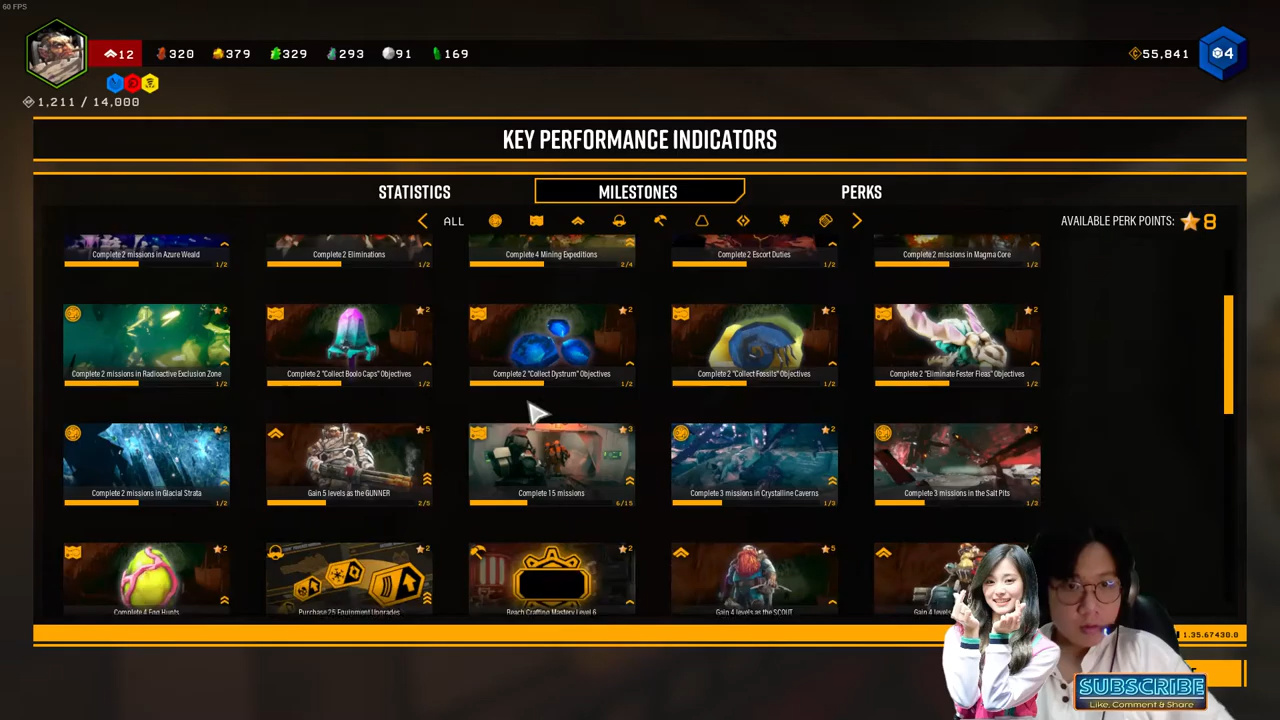 60 FPS
12 320 379 329 293 91 169 55,841 4
1,211 / 14,000
KEY PERFORMANCE INDICATORS
STATISTICS MILESTONES PERKS
ALL AVAILABLE PERK POINTS: 8
Complete 2 missions in Azure Weald Complete 2 Eliminations Complete 4 Mining Expeditions Complete 2 Escort Duties Complete 2 missions in Magma Core
1/2 1/2 2/4 1/2 1/2
2 2 2 2 2
Complete 2 missions in Radioactive Exclusion Zone Complete 2 "Collect Boolo Caps" Objectives Complete 2 "Collect Dystrum" Objectives Complete 2 "Collect Fossils" Objectives Complete 2 "Eliminate Fester Fleas" Objectives
1/2 1/2 1/2 1/2 1/2
2 5 3 2 2
Complete 2 missions in Glacial Strata Gain 5 levels as the GUNNER Complete 15 missions Complete 3 missions in Crystalline Caverns Complete 3 missions in the Salt Pits
1/2 2/5 6/15 1/3 1/3
2 2 2 5
Complete 4 Egg Hunts Purchase 25 Equipment Upgrades Reach Crafting Mastery Level 6 Gain 4 levels as the SCOUT Gain 4 levels
1.35.67430.0
SUBSCRIBE
Like, Comment & Share